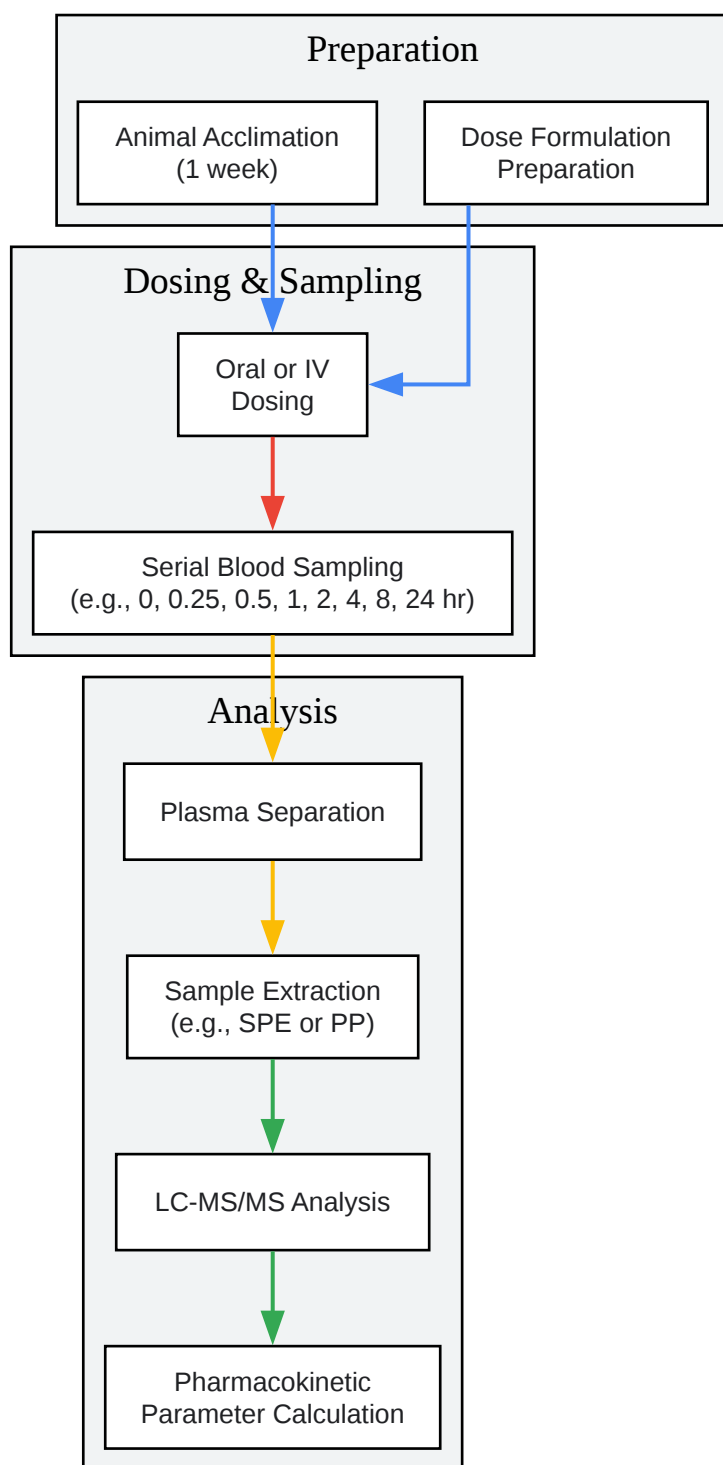 Preparation
Animal Acclimation
(1 week)
Dose Formulation
Preparation
Dosing & Sampling
Oral or IV
Dosing
Serial Blood Sampling
(e.g., 0, 0.25, 0.5, 1, 2, 4, 8, 24 hr)
Analysis
Plasma Separation
Sample Extraction
(e.g., SPE or PP)
LC-MS/MS Analysis
Pharmacokinetic
Parameter Calculation